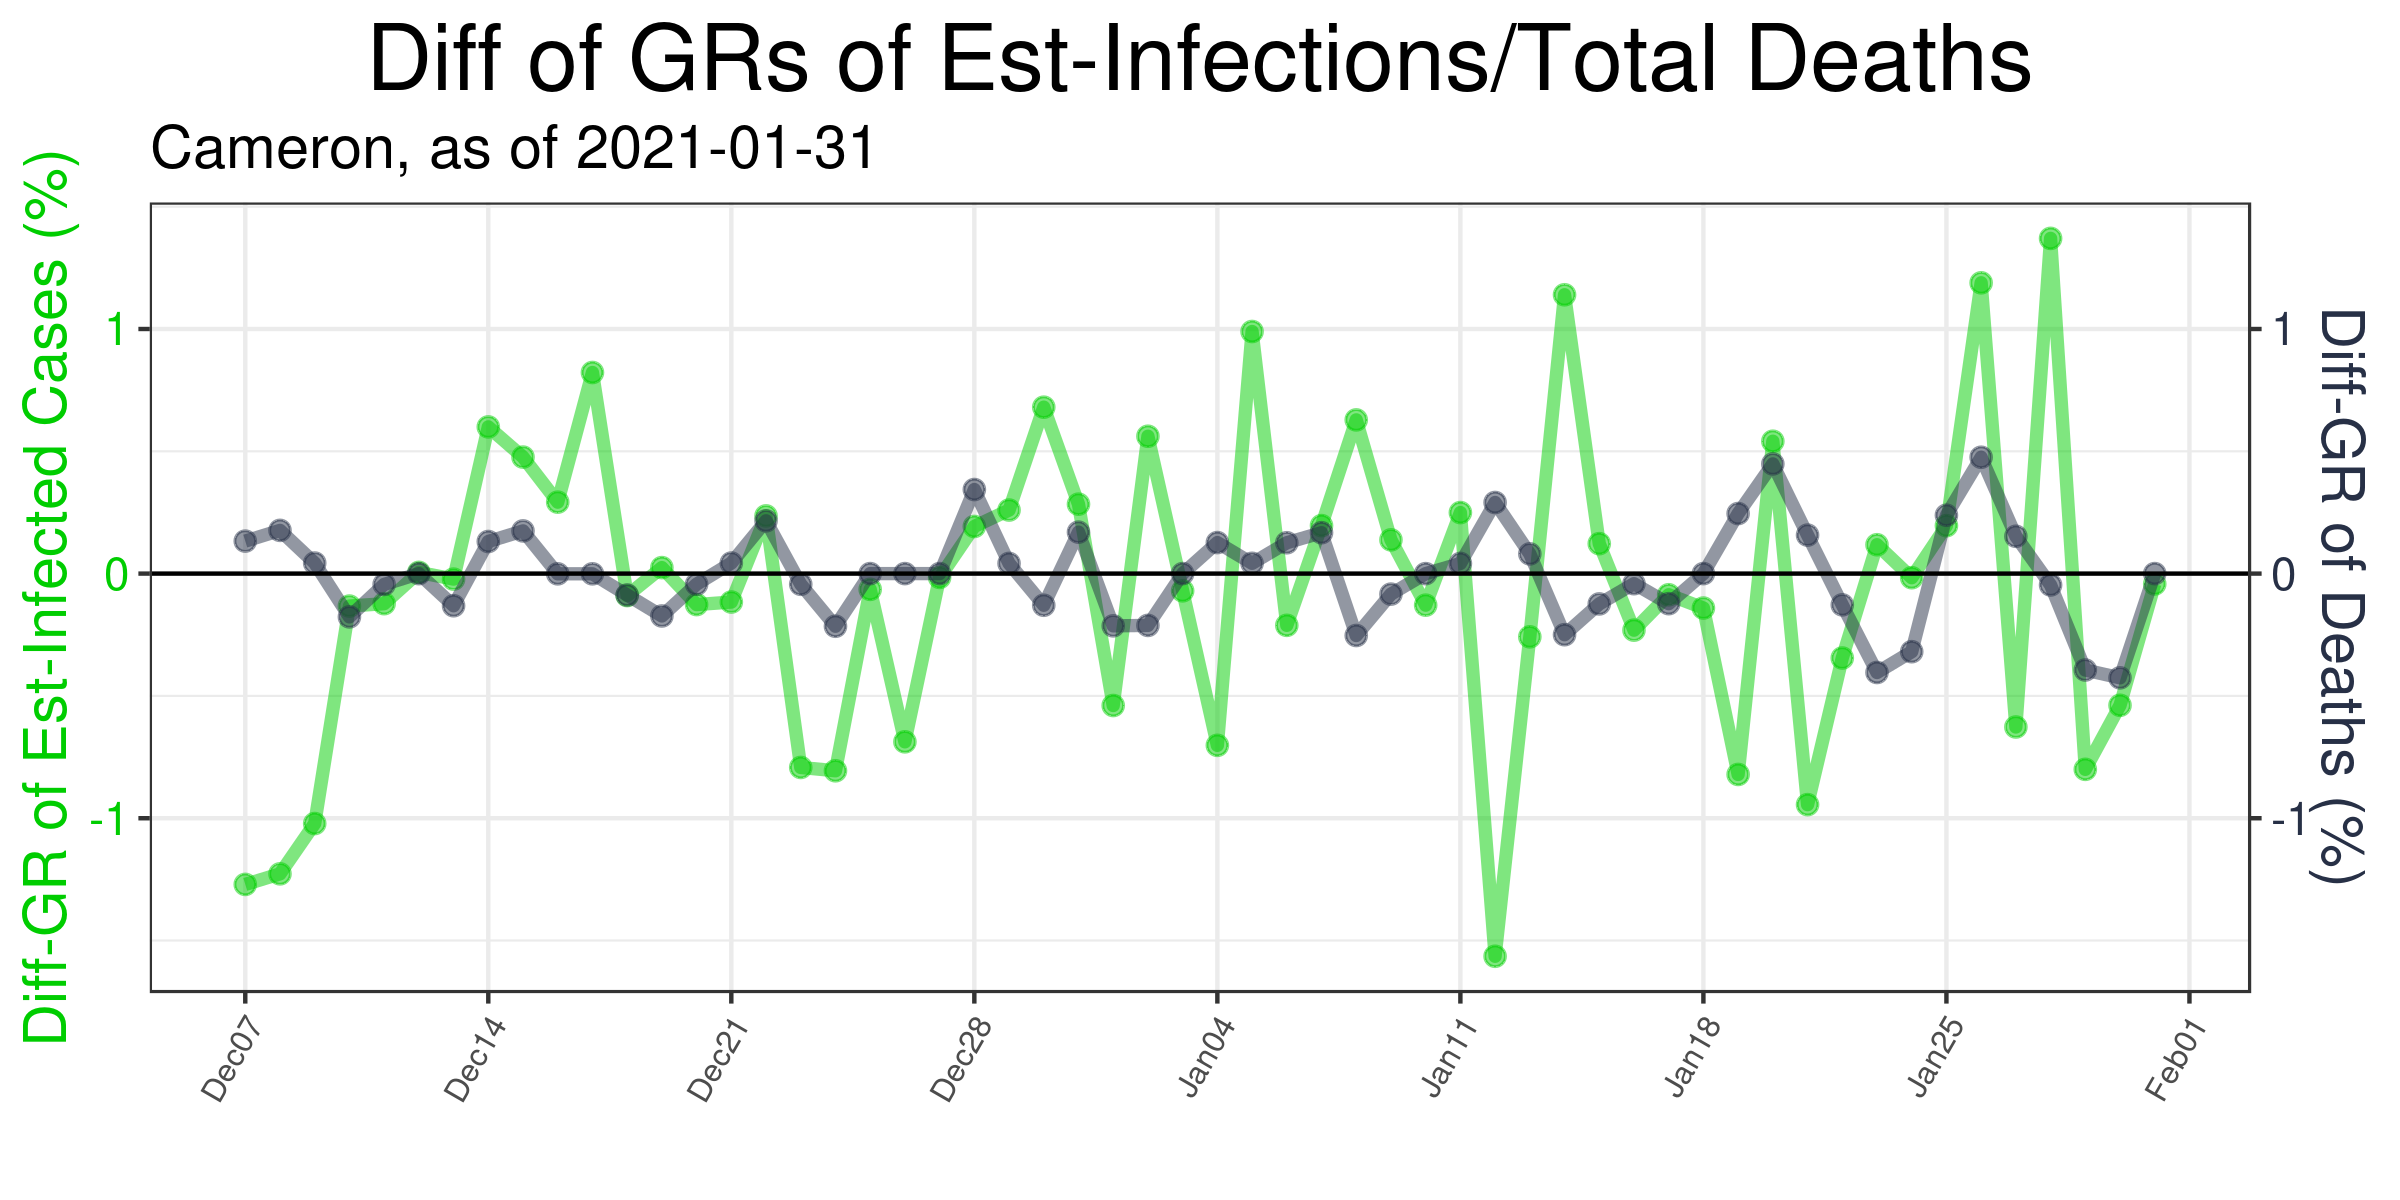 Diff of GRs of Est-Infections/Total Deaths
Cameron, as of 2021-01-31
Diff-GR of Est-Infected Cases (%)
1
0
-1
1
0
-1
Diff-GR of Deaths (%)
Dec07
Dec14
Dec21
Dec28
Jan04
Jan11
Jan18
Jan25
Feb01